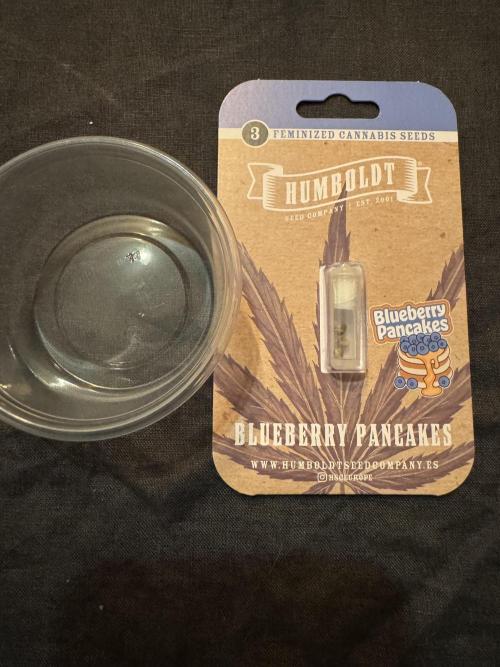 3 FEMINIZED CANNABIS SEEDS
HUMBOLDT®
SEED COMPANY | EST. 2001
Blueberry
Pancakes
BLUEBERRY PANCAKES
WWW.HUMBOLDTSEEDCOMPANY.ES
HSCEUROPE